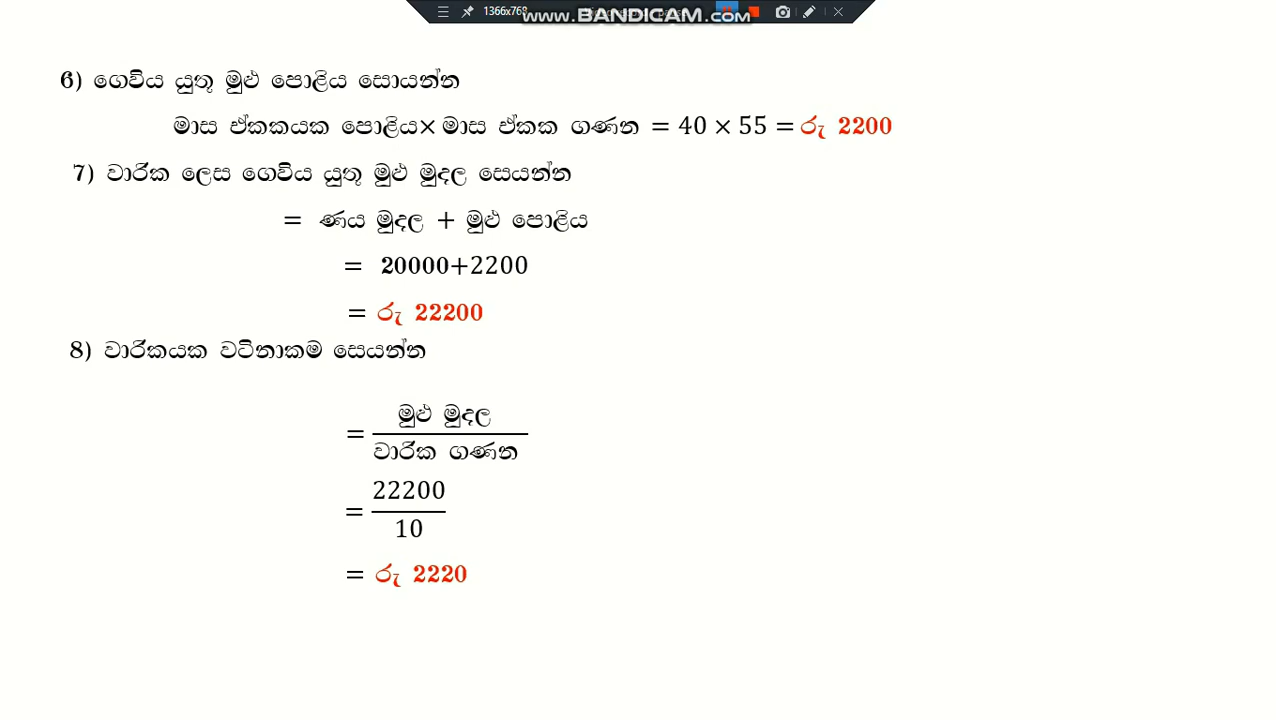 1366x768
www.BANDICAM.com
6) ගෙවිය යුතු මුළු පොළිය සොයන්න
මාස ඒකකයක පොළිය× මාස ඒකක ගණන = 40 × 55 = රු 2200
7) වාරික ලෙස ගෙවිය යුතු මුළු මුදල සෙයන්න
= ණය මුදල + මුළු පොළිය
= 20000+2200
= රු 22200
8) වාරිකයක වටිනාකම සෙයන්න
= මුළු මුදල
වාරික ගණන
= 22200
10
= රු 2220